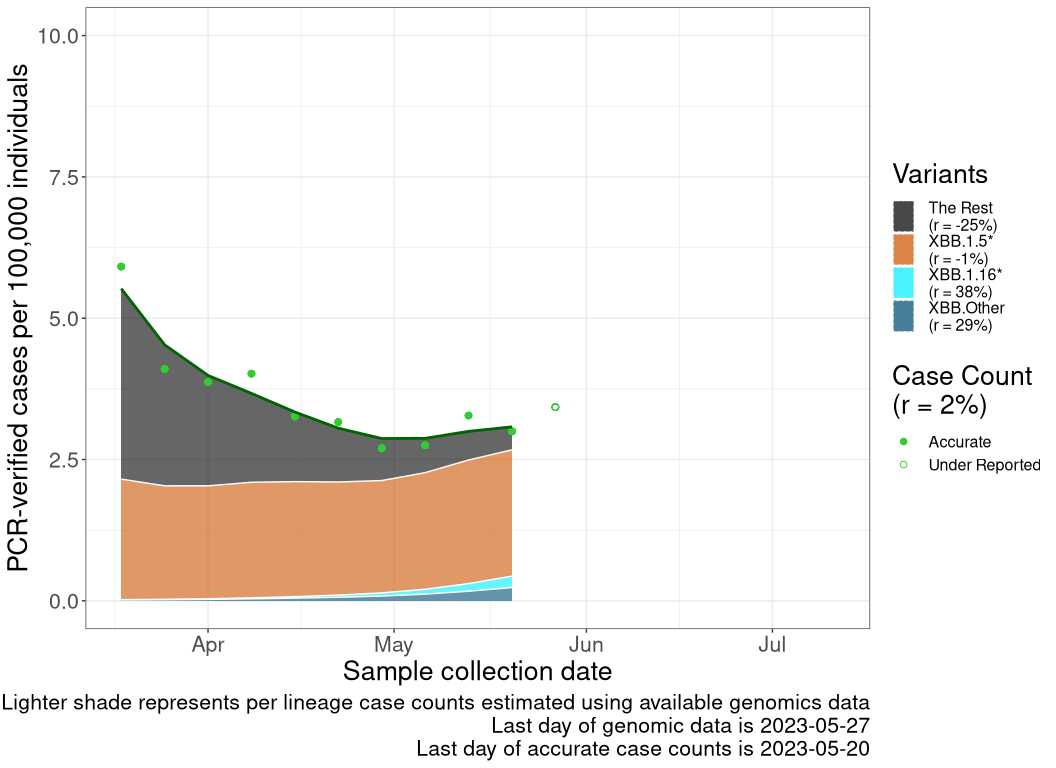 PCR-verified cases per 100,000 individuals
10.0
7.5
5.0
2.5
0.0
Apr
May
Jun
Jul
Sample collection date
Variants
The Rest
(r = -25%)
XBB.1.5*
(r = -1%)
XBB.1.16*
(r = 38%)
XBB.Other
(r = 29%)
Case Count
(r = 2%)
Accurate
Under Reported
Lighter shade represents per lineage case counts estimated using available genomics data
Last day of genomic data is 2023-05-27
Last day of accurate case counts is 2023-05-20